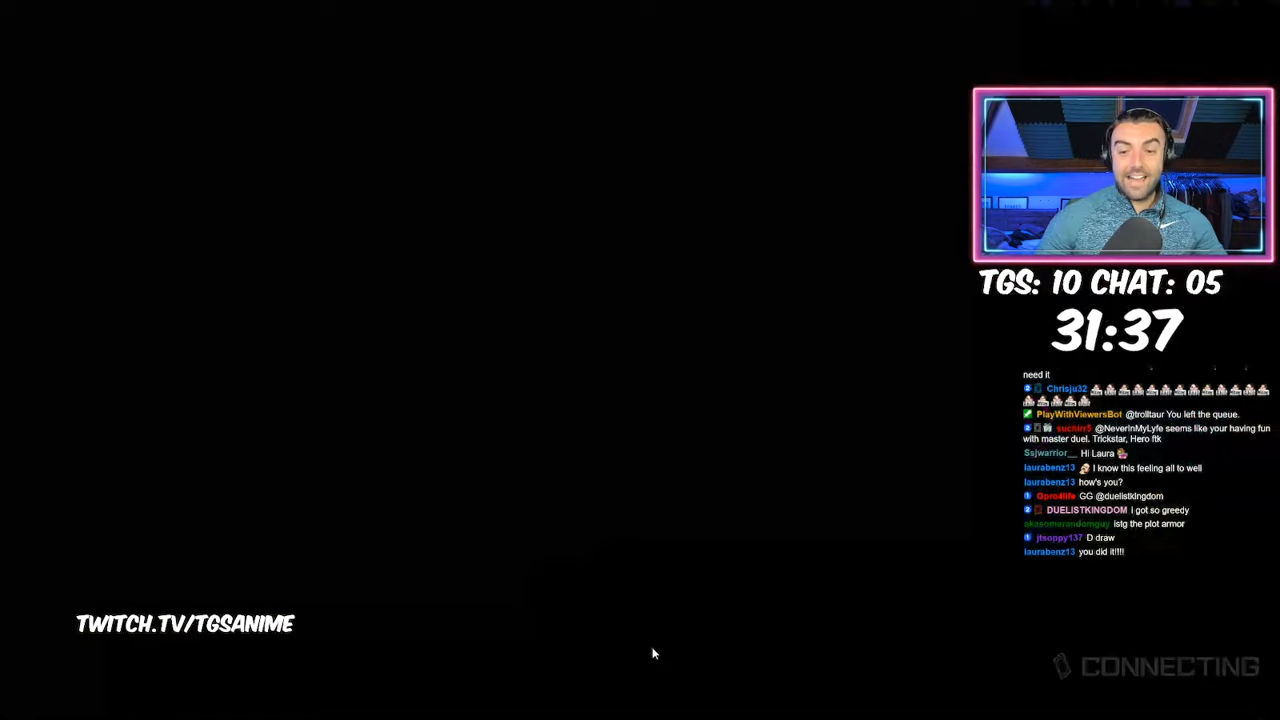 TGS: 10 CHAT: 05
31:37
need it
Chrisju32
PlayWithViewersBot @trolltaur You left the queue.
suchirr5 @NeverInMyLyfe seems like your having fun
with master duel. Trickstar, Hero ftk
Ssjwarrior__ Hi Laura
laurabenz13 I know this feeling all to well
laurabenz13 how's you?
Gpro4life GG @duelistkingdom
DUELISTKINGDOM i got so greedy
akasomerandomguy istg the plot armor
jtsoppy137 D draw
laurabenz13 you did it!!!!
TWITCH.TV/TGSANIME
CONNECTING